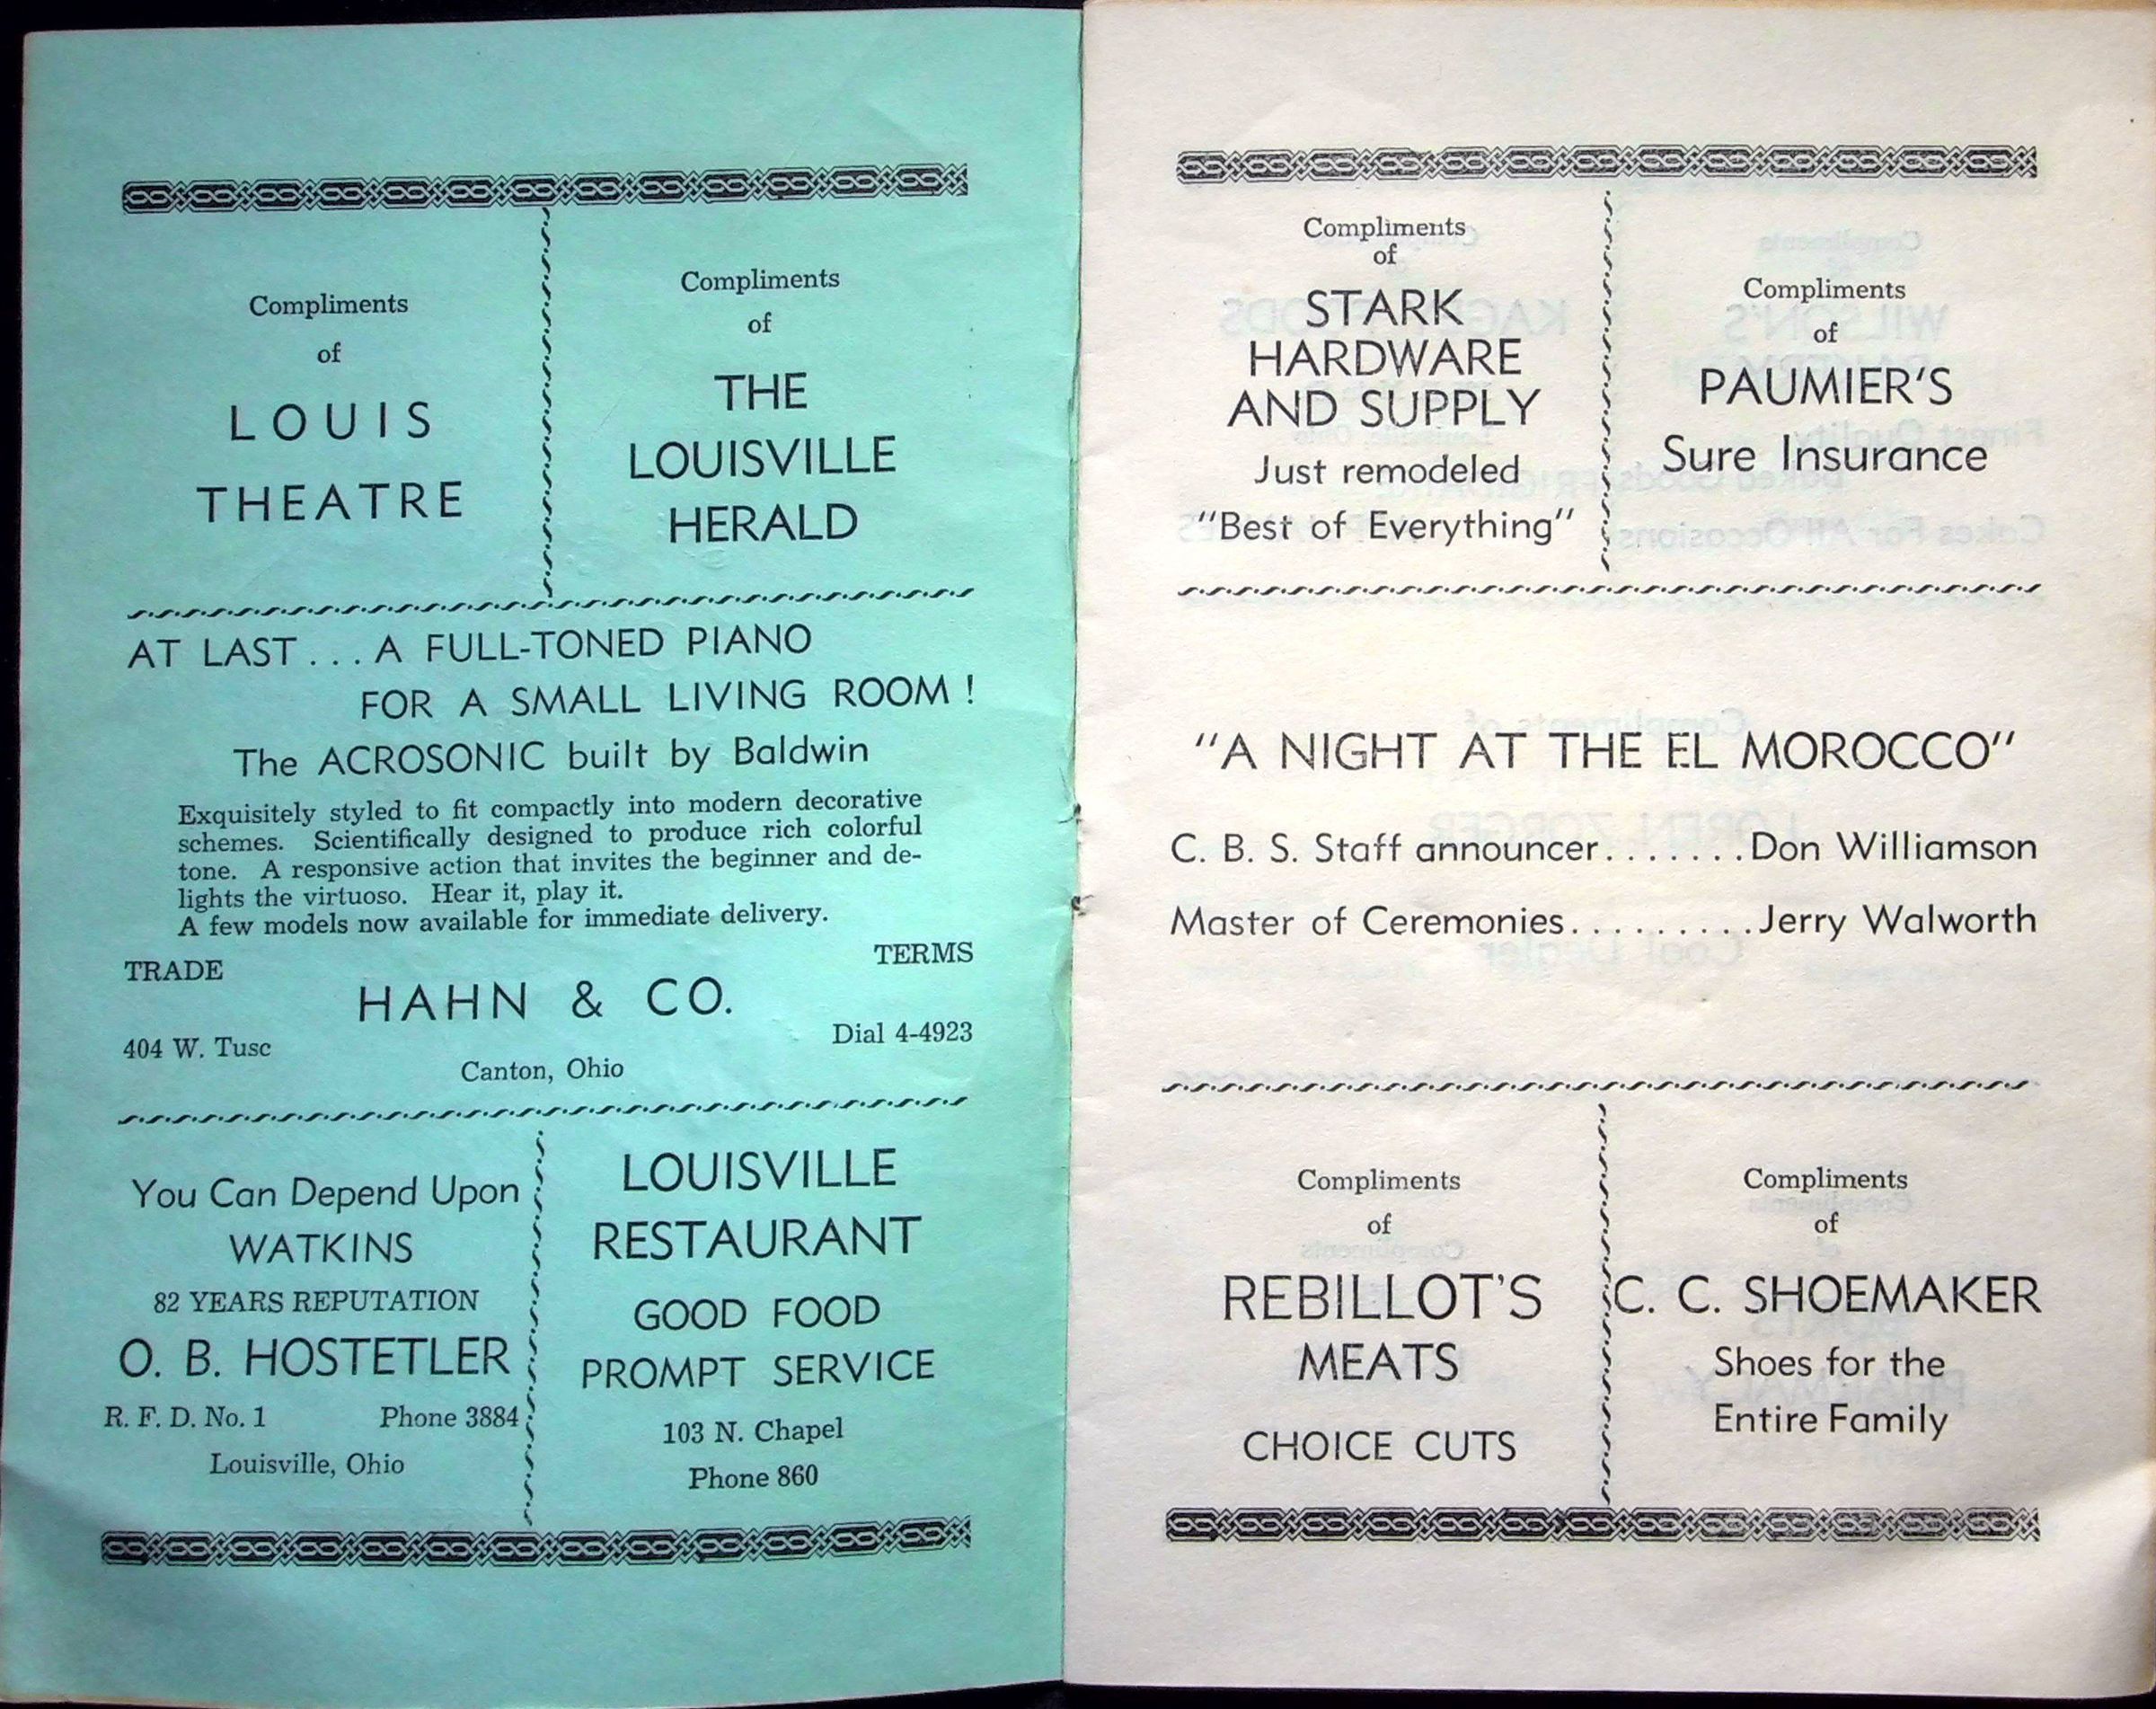 Compliments
of
LOUIS
THEATRE
Compliments
of
THE
LOUISVILLE
HERALD
AT LAST . . . A FULL-TONED PIANO
FOR A SMALL LIVING ROOM !
The ACROSONIC built by Baldwin
Exquisitely styled to fit compactly into modern decorative
schemes. Scientifically designed to produce rich colorful
tone. A responsive action that invites the beginner and de-
lights the virtuoso. Hear it, play it.
A few models now available for immediate delivery.
TRADE
TERMS
HAHN & CO.
404 W. Tusc
Dial 4-4923
Canton, Ohio
You Can Depend Upon
WATKINS
82 YEARS REPUTATION
O. B. HOSTETLER
R. F. D. No. 1 Phone 3884
Louisville, Ohio
LOUISVILLE
RESTAURANT
GOOD FOOD
PROMPT SERVICE
103 N. Chapel
Phone 860
Compliments
of
STARK
HARDWARE
AND SUPPLY
Just remodeled
"Best of Everything"
Compliments
of
PAUMIER'S
Sure Insurance
"A NIGHT AT THE EL MOROCCO"
C. B. S. Staff announcer.......Don Williamson
Master of Ceremonies.........Jerry Walworth
Compliments
of
REBILLOT'S
MEATS
CHOICE CUTS
Compliments
of
C. C. SHOEMAKER
Shoes for the
Entire Family